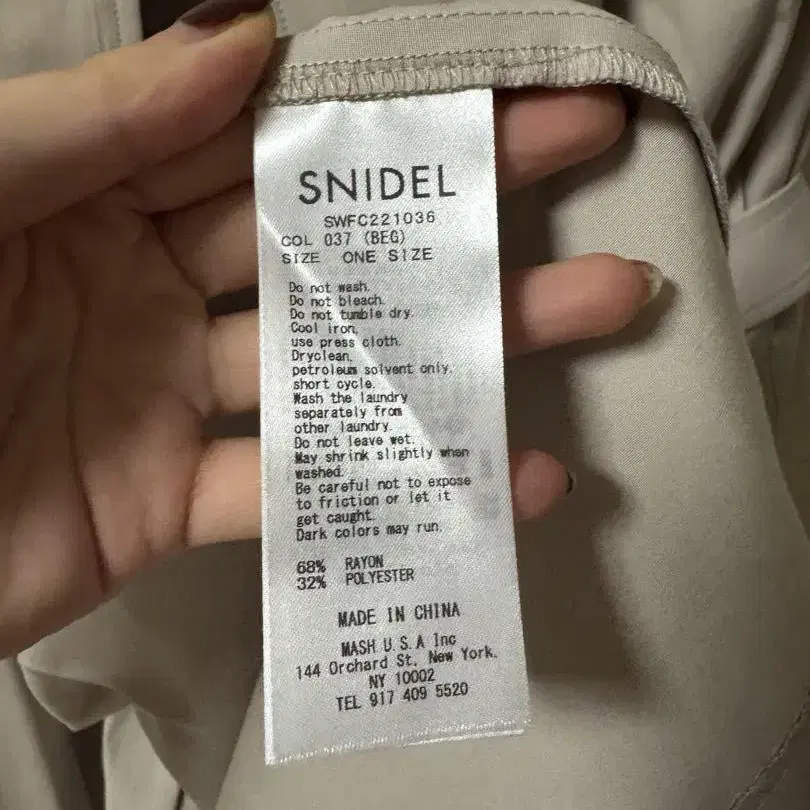 SNIDEL
SWFC221036
COL 037 (BEG)
SIZE ONE SIZE
Do not wash.
Do not bleach.
Do not tumble dry.
Cool iron.
use press cloth.
Dryclean.
petroleum solvent only.
short cycle.
Wash the laundry
separately from
other laundry.
Do not leave wet.
May shrink slightly when
washed.
Be careful not to expose
to friction or let it
get caught.
Dark colors may run.
68% RAYON
32% POLYESTER
MADE IN CHINA
MASH U.S.A Inc
144 Orchard St, New York,
NY 10002
TEL 917 409 5520